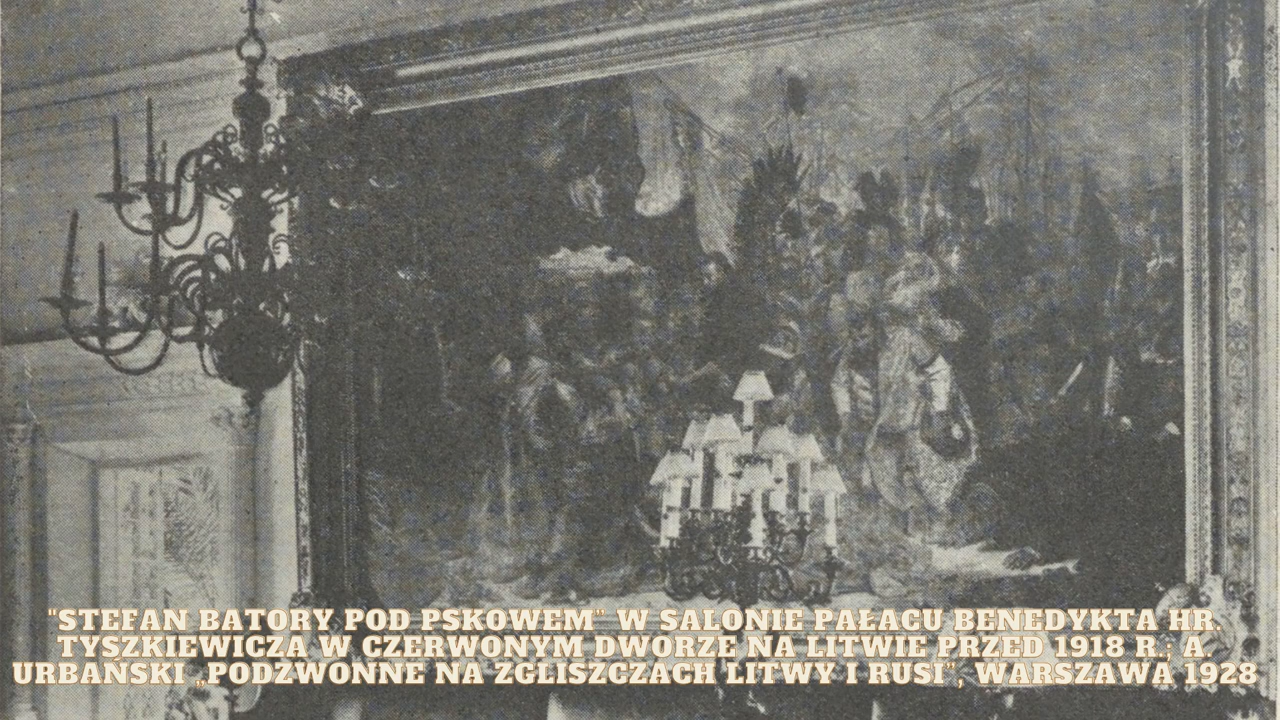 "STEFAN BATORY POD PSKOWEM" W SALONIE PAŁACU BENEDYKTA HR.
TYSZKIEWICZA W CZERWONYM DWORZE NA LITWIE PRZED 1918 R.; A.
URBAŃSKI „PODZWONNE NA ZGLISZCZACH LITWY I RUSI”, WARSZAWA 1928